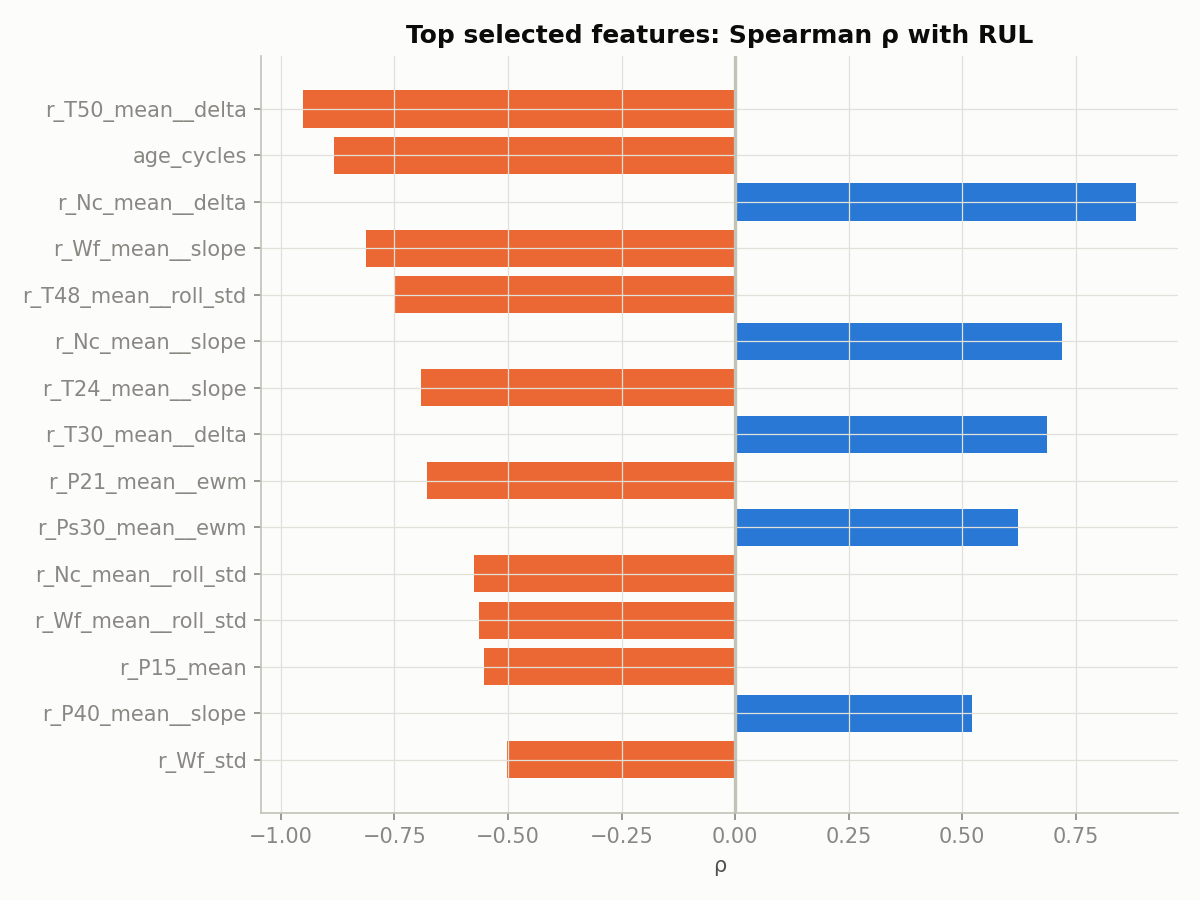 Top selected features: Spearman ρ with RUL
r_T50_mean__delta
age_cycles
r_Nc_mean__delta
r_Wf_mean__slope
r_T48_mean__roll_std
r_Nc_mean__slope
r_T24_mean__slope
r_T30_mean__delta
r_P21_mean__ewm
r_Ps30_mean__ewm
r_Nc_mean__roll_std
r_Wf_mean__roll_std
r_P15_mean
r_P40_mean__slope
r_Wf_std
−1.00 −0.75 −0.50 −0.25 0.00 0.25 0.50 0.75
ρ